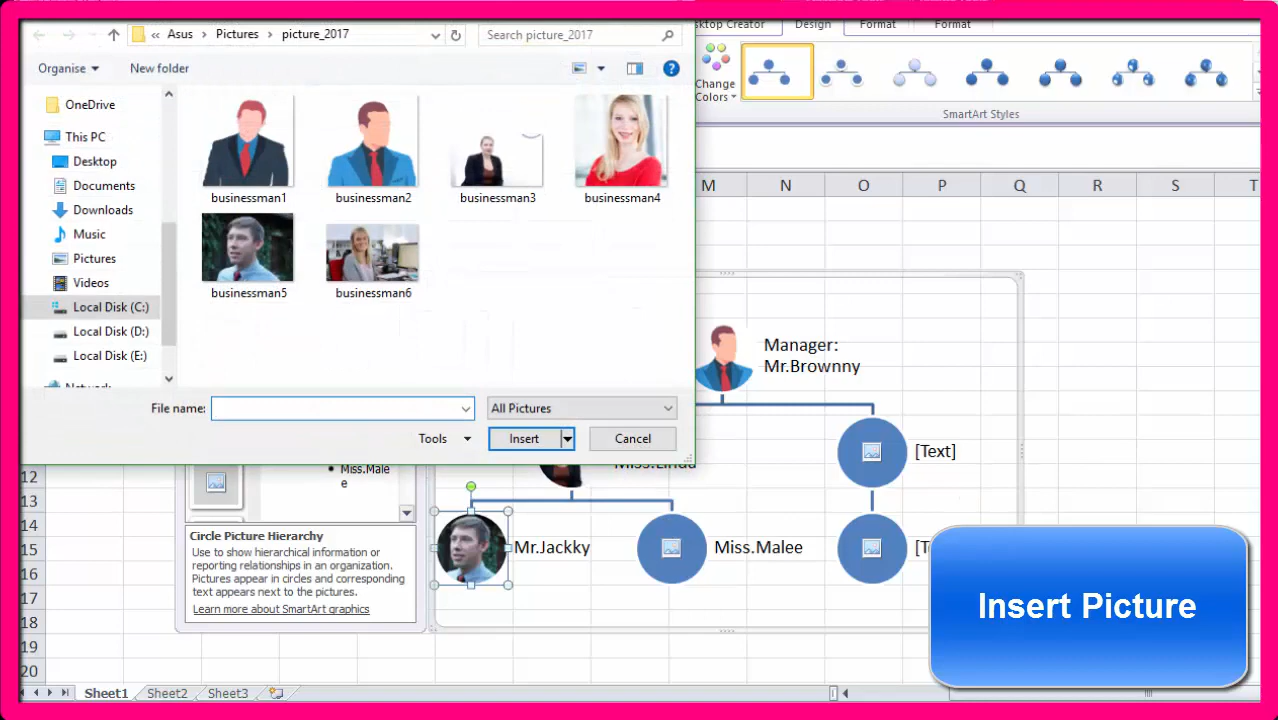 « Asus > Pictures > picture_2017
Search picture_2017
Organise
New folder
OneDrive
This PC
Desktop
Documents
Downloads
Music
Pictures
Videos
Local Disk (C:)
Local Disk (D:)
Local Disk (E:)
businessman1
businessman2
businessman3
businessman4
businessman5
businessman6
File name:
All Pictures
Tools
Insert
Cancel
Creator
Design
Format
Format
Change
Colors
SmartArt Styles
M N O P Q R S T
Manager:
Mr.Brownny
[Text]
Miss.Linda
Mr.Jackky
Miss.Malee
Miss.Male
e
Circle Picture Hierarchy
Use to show hierarchical information or
reporting relationships in an organization.
Pictures appear in circles and corresponding
text appears next to the pictures.
Learn more about SmartArt graphics
12
13
14
15
16
17
18
19
20
Sheet1
Sheet2
Sheet3
Insert Picture